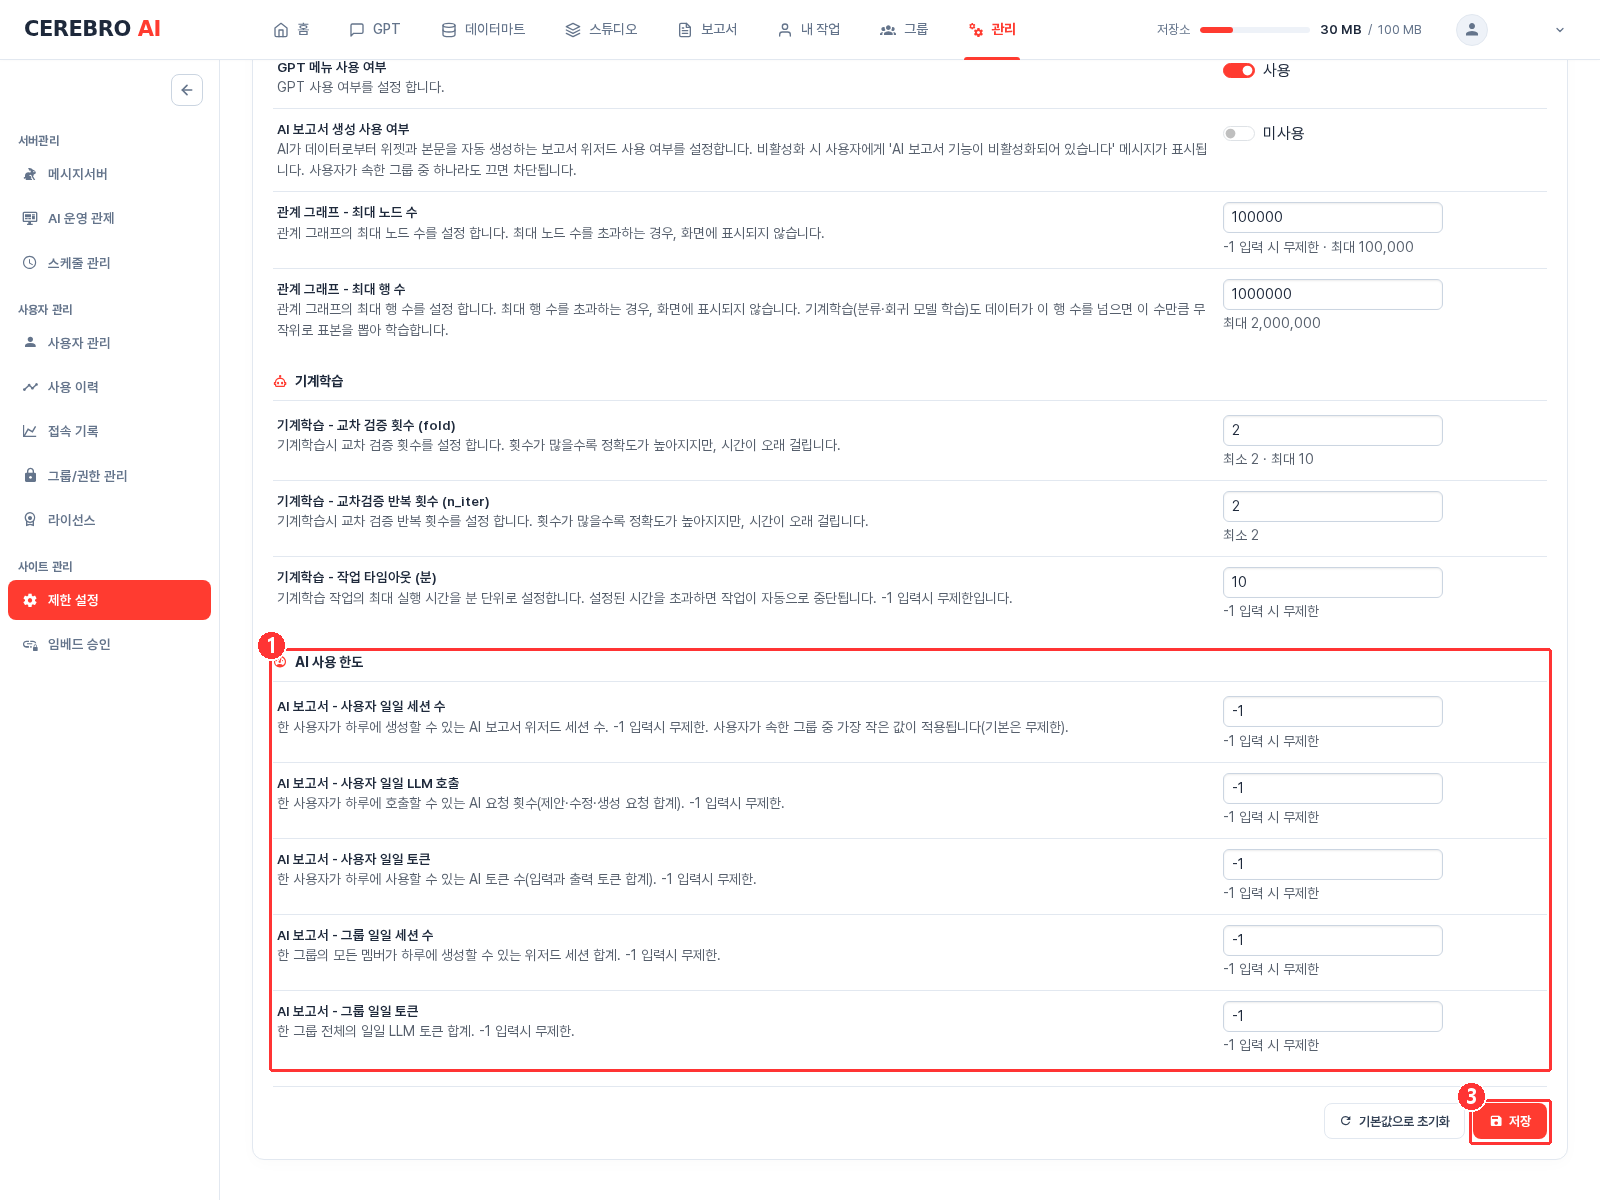 CEREBRO AI
홈
GPT
데이터마트
스튜디오
보고서
내 작업
그룹
관리
저장소
30 MB / 100 MB
서버관리
메시지서버
AI 운영 관제
스케줄 관리
사용자 관리
사용자 관리
사용 이력
접속 기록
그룹/권한 관리
라이선스
사이트 관리
제한 설정
임베드 승인
GPT 메뉴 사용 여부
GPT 사용 여부를 설정 합니다.
사용
AI 보고서 생성 사용 여부
AI가 데이터로부터 위젯과 본문을 자동 생성하는 보고서 위저드 사용 여부를 설정합니다. 비활성화 시 사용자에게 'AI 보고서 기능이 비활성화되어 있습니다' 메시지가 표시됩
니다. 사용자가 속한 그룹 중 하나라도 끄면 차단됩니다.
미사용
관계 그래프 - 최대 노드 수
관계 그래프의 최대 노드 수를 설정 합니다. 최대 노드 수를 초과하는 경우, 화면에 표시되지 않습니다.
100000
-1 입력 시 무제한 · 최대 100,000
관계 그래프 - 최대 행 수
관계 그래프의 최대 행 수를 설정 합니다. 최대 행 수를 초과하는 경우, 화면에 표시되지 않습니다. 기계학습(분류·회귀 모델 학습)도 데이터가 이 행 수를 넘으면 이 수만큼 무
작위로 표본을 뽑아 학습합니다.
1000000
최대 2,000,000
기계학습
기계학습 - 교차 검증 횟수 (fold)
기계학습시 교차 검증 횟수를 설정 합니다. 횟수가 많을수록 정확도가 높아지지만, 시간이 오래 걸립니다.
2
최소 2 · 최대 10
기계학습 - 교차검증 반복 횟수 (n_iter)
기계학습시 교차 검증 반복 횟수를 설정 합니다. 횟수가 많을수록 정확도가 높아지지만, 시간이 오래 걸립니다.
2
최소 2
기계학습 - 작업 타임아웃 (분)
기계학습 작업의 최대 실행 시간을 분 단위로 설정합니다. 설정된 시간을 초과하면 작업이 자동으로 중단됩니다. -1 입력시 무제한입니다.
10
-1 입력 시 무제한
1
AI 사용 한도
AI 보고서 - 사용자 일일 세션 수
한 사용자가 하루에 생성할 수 있는 AI 보고서 위저드 세션 수. -1 입력시 무제한. 사용자가 속한 그룹 중 가장 작은 값이 적용됩니다(기본은 무제한).
-1
-1 입력 시 무제한
AI 보고서 - 사용자 일일 LLM 호출
한 사용자가 하루에 호출할 수 있는 AI 요청 횟수(제안·수정·생성 요청 합계). -1 입력시 무제한.
-1
-1 입력 시 무제한
AI 보고서 - 사용자 일일 토큰
한 사용자가 하루에 사용할 수 있는 AI 토큰 수(입력과 출력 토큰 합계). -1 입력시 무제한.
-1
-1 입력 시 무제한
AI 보고서 - 그룹 일일 세션 수
한 그룹의 모든 멤버가 하루에 생성할 수 있는 위저드 세션 합계. -1 입력시 무제한.
-1
-1 입력 시 무제한
AI 보고서 - 그룹 일일 토큰
한 그룹 전체의 일일 LLM 토큰 합계. -1 입력시 무제한.
-1
-1 입력 시 무제한
3
기본값으로 초기화
저장